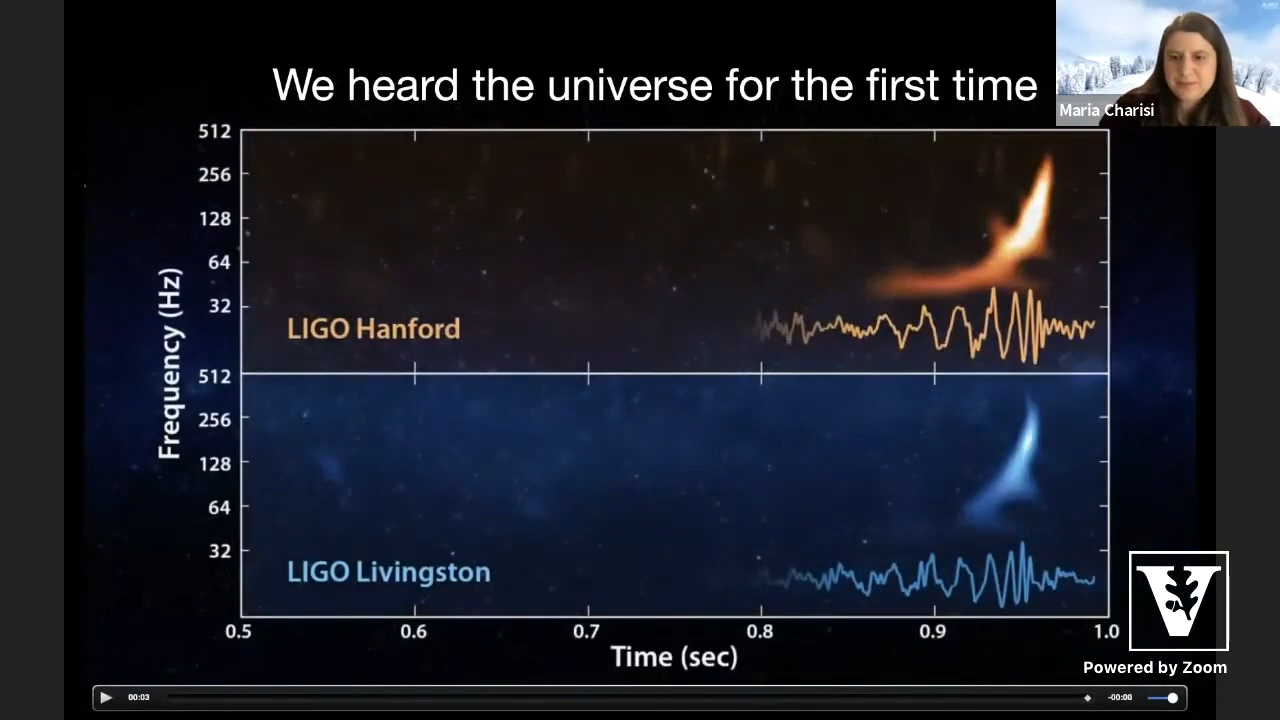 We heard the universe for the first time
Maria Charisi
512
256
128
64
32
LIGO Hanford
512
256
128
64
32
LIGO Livingston
Frequency (Hz)
0.5 0.6 0.7 0.8 0.9 1.0
Time (sec)
V
Powered by Zoom
00:03 -00:00